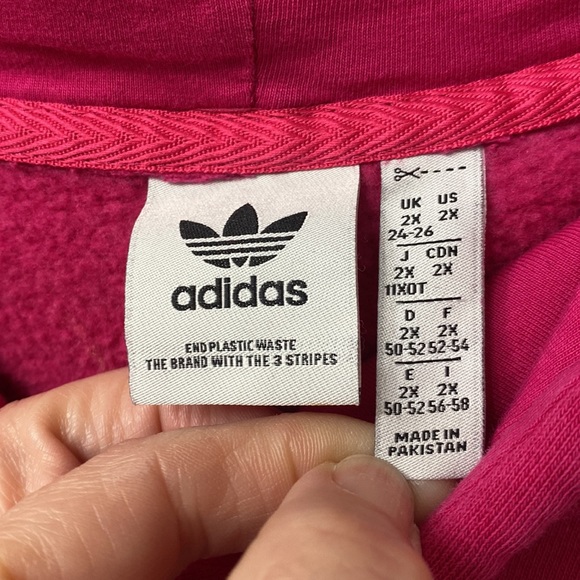 adidas
END PLASTIC WASTE
THE BRAND WITH THE 3 STRIPES
UK US
2X 2X
24-26
J CDN
2X 2X
11XOT
D F
2X 2X
50-52 52-54
E I
2X 2X
50-52 56-58
MADE IN
PAKISTAN